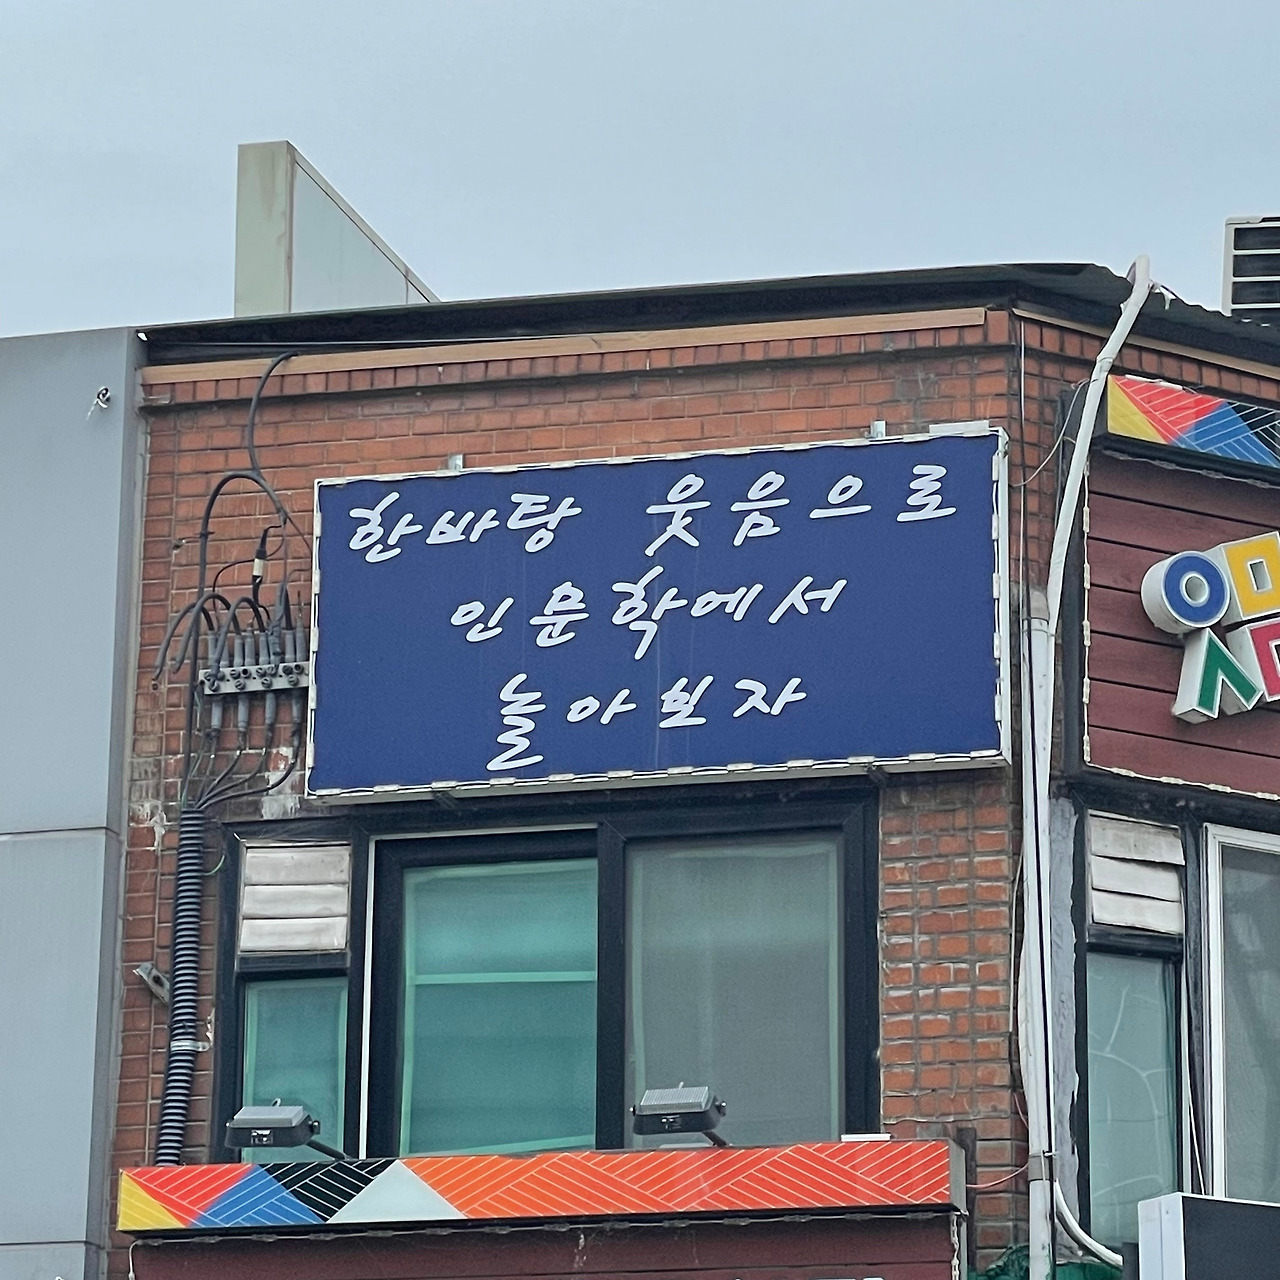 한바탕 웃음으로
인문학에서
놀아보자